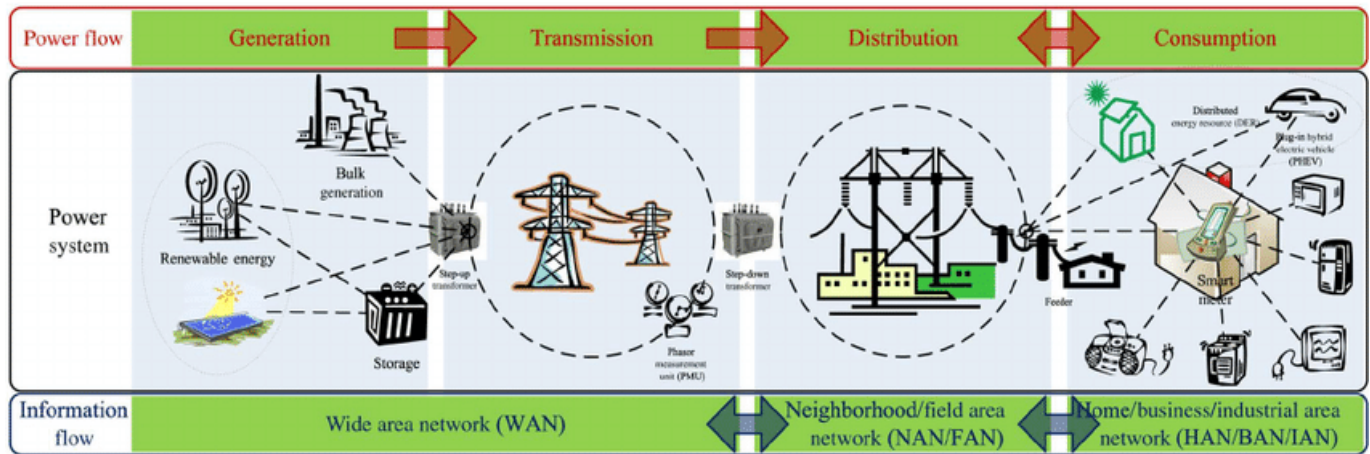 Power flow
Generation
Transmission
Distribution
Consumption
Power
system
Bulk
generation
Renewable energy
Storage
Step-up
transformer
Phasor
measurement
unit (PMU)
Step-down
transformer
Feeder
Distributed
energy resource (DER)
Plug-in hybrid
electric vehicle
(PHEV)
Smart
meter
Information
flow
Wide area network (WAN)
Neighborhood/field area
network (NAN/FAN)
Home/business/industrial area
network (HAN/BAN/IAN)